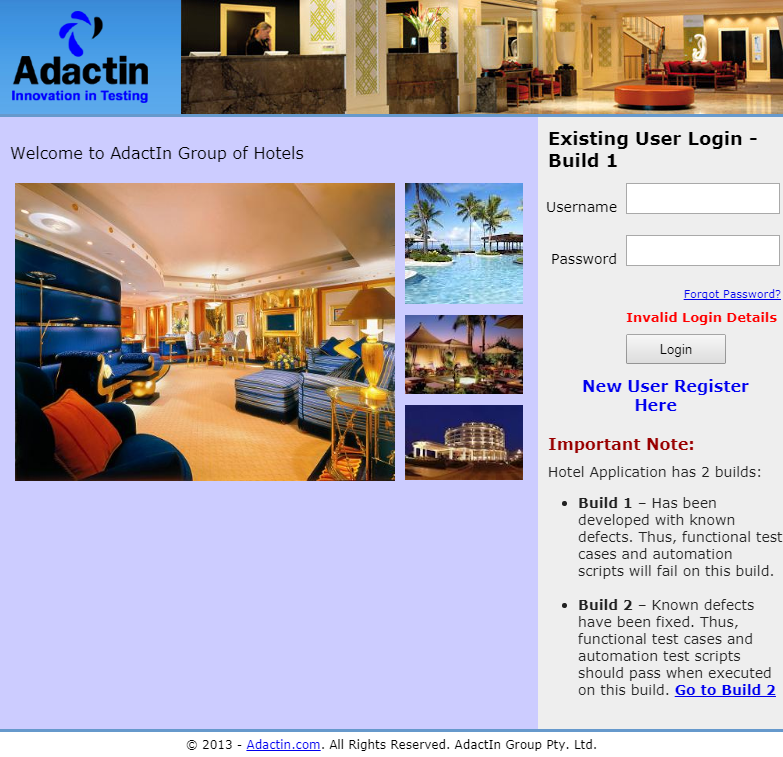 Adactin
Innovation in Testing
Welcome to AdactIn Group of Hotels
Existing User Login -
Build 1
Username
Password
Forgot Password?
Invalid Login Details
Login
New User Register
Here
Important Note:
Hotel Application has 2 builds:
• Build 1 – Has been
developed with known
defects. Thus, functional test
cases and automation
scripts will fail on this build.
• Build 2 – Known defects
have been fixed. Thus,
functional test cases and
automation test scripts
should pass when executed
on this build. Go to Build 2
© 2013 - Adactin.com. All Rights Reserved. AdactIn Group Pty. Ltd.